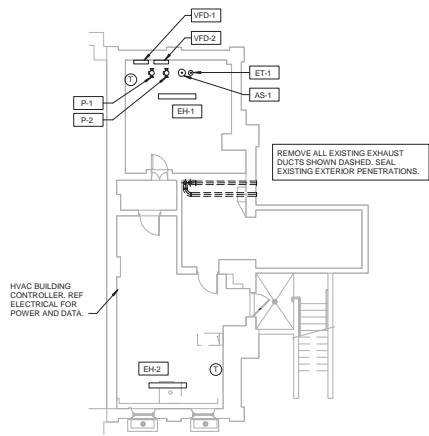 VFD-1
VFD-2
T
ET-1
P-1
AS-1
P-2
EH-1
REMOVE ALL EXISTING EXHAUST
DUCTS SHOWN DASHED. SEAL
EXISTING EXTERIOR PENETRATIONS.
HVAC BUILDING
CONTROLLER. REF
ELECTRICAL FOR
POWER AND DATA.
EH-2
T